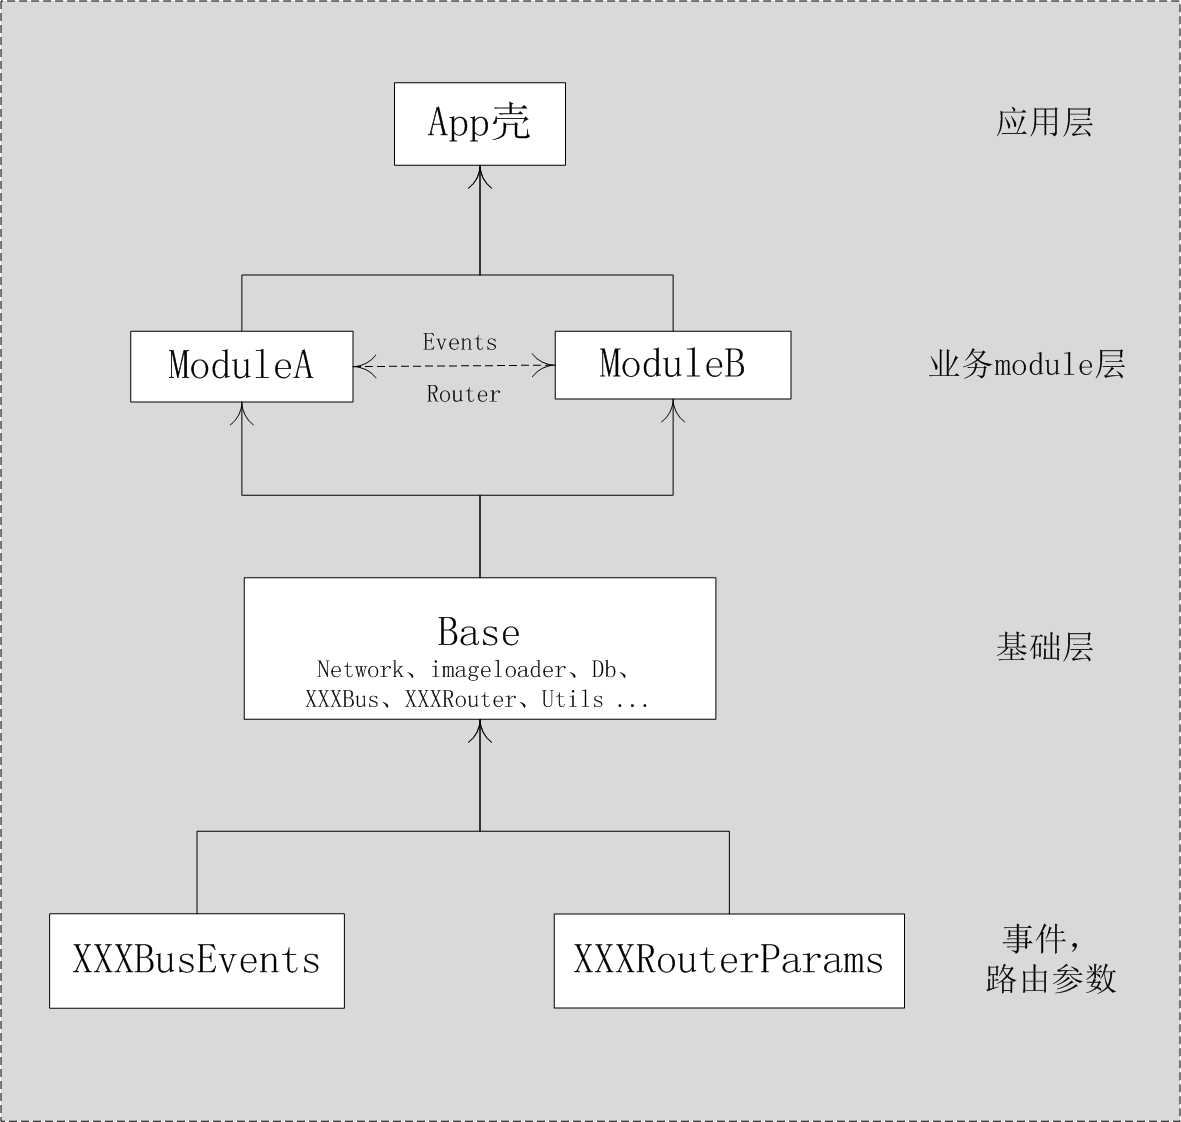 App壳
应用层
Events
ModuleA
ModuleB
业务module层
Router
Base
Network、imageloader、Db、
XXXBus、XXXRouter、Utils ...
基础层
XXXBusEvents
XXXRouterParams
事件，
路由参数